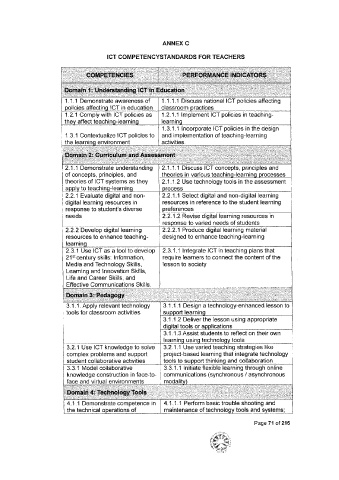 ANNEX C
ICT COMPETENCYSTANDARDS FOR TEACHERS
COMPETENCIES
PERFORMANCE INDICATORS
Domain 1: Understanding ICT in Education
1.1.1 Demonstrate awareness of
policies affecting ICT in education
1.1.1.1 Discuss national ICT policies affecting
classroom practices
1.2.1 Comply with ICT policies as
they affect teaching-learning
1.2.1.1 Implement ICT policies in teaching-
learning
1.3.1 Contextualize ICT policies to
the learning environment
1.3.1.1 Incorporate ICT policies in the design
and implementation of teaching-learning
activities
Domain 2: Curriculum and Assessment
2.1.1 Demonstrate understanding
of concepts, principles, and
theories of ICT systems as they
apply to teaching-learning
2.1.1.1 Discuss ICT concepts, principles and
theories in various teaching-learning processes
2.1.1.2 Use technology tools in the assessment
process
2.2.1 Evaluate digital and non-
digital learning resources in
response to student's diverse
needs
2.2.1.1 Select digital and non-digital learning
resources in reference to the student learning
preferences
2.2.1.2 Revise digital learning resources in
response to varied needs of students
2.2.2 Develop digital learning
resources to enhance teaching-
learning
2.2.2.1 Produce digital learning material
designed to enhance teaching-learning
2.3.1 Use ICT as a tool to develop
21st century skills: Information,
Media and Technology Skills,
Learning and Innovation Skills,
Life and Career Skills, and
Effective Communications Skills.
2.3.1.1 Integrate ICT in teaching plans that
require learners to connect the content of the
lesson to society
Domain 3: Pedagogy
3.1.1. Apply relevant technology
tools for classroom activities
3.1.1.1 Design a technology-enhanced lesson to
support learning
3.1.1.2 Deliver the lesson using appropriate
digital tools or applications
3.1.1.3 Assist students to reflect on their own
learning using technology tools
3.2.1 Use ICT knowledge to solve
complex problems and support
student collaborative activities
3.2.1.1 Use varied teaching strategies like
project-based learning that integrate technology
tools to support thinking and collaboration
3.3.1 Model collaborative
knowledge construction in face-to-
face and virtual environments
3.3.1.1 Initiate flexible learning through online
communications (synchronous / asynchronous
modality)
Domain 4: Technology Tools
4.1.1 Demonstrate competence in
the technical operations of
4.1.1.1 Perform basic trouble shooting and
maintenance of technology tools and systems;
Page 71 of 216